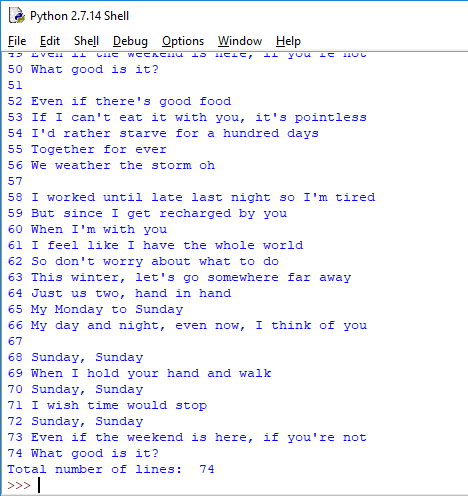 Python 2.7.14 Shell
File Edit Shell Debug Options Window Help
49 Even if the weekend is here, if you're not
50 What good is it?
51
52 Even if there's good food
53 If I can't eat it with you, it's pointless
54 I'd rather starve for a hundred days
55 Together for ever
56 We weather the storm oh
57
58 I worked until late last night so I'm tired
59 But since I get recharged by you
60 When I'm with you
61 I feel like I have the whole world
62 So don't worry about what to do
63 This winter, let's go somewhere far away
64 Just us two, hand in hand
65 My Monday to Sunday
66 My day and night, even now, I think of you
67
68 Sunday, Sunday
69 When I hold your hand and walk
70 Sunday, Sunday
71 I wish time would stop
72 Sunday, Sunday
73 Even if the weekend is here, if you're not
74 What good is it?
Total number of lines:  74
>>>